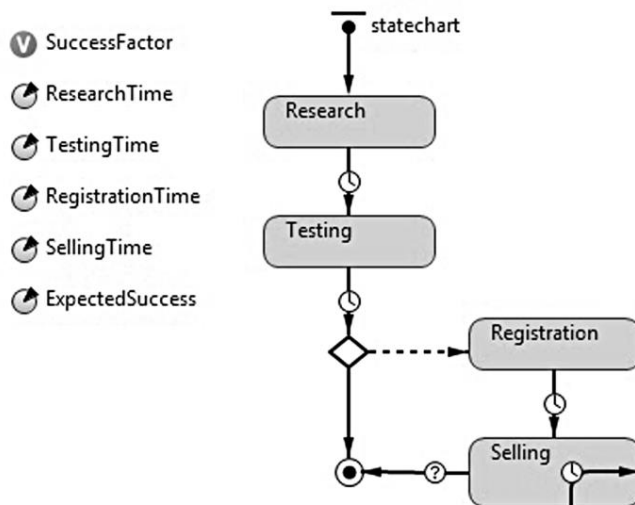 statechart
V SuccessFactor
ResearchTime
TestingTime
RegistrationTime
SellingTime
ExpectedSuccess
Research
Testing
Registration
Selling
?